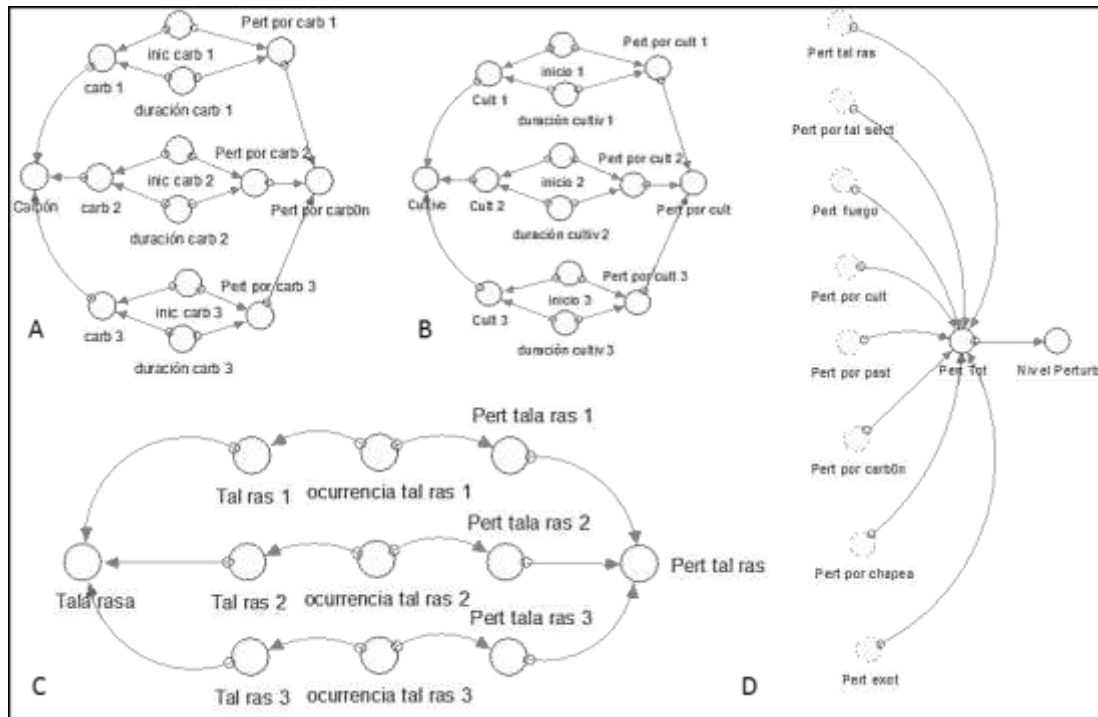 Pert por carb 1
inic carb 1
carb 1
duración carb 1
Pert por carb 2
inic carb 2
Carbón
carb 2
Pert por carb0n
duración carb 2
Pert por carb 3
inic carb 3
carb 3
duración carb 3
A
Pert por cult 1
inicio 1
Cult 1
duración cultiv 1
Pert por cult 2
inicio 2
Cultivo
Cult 2
Pert por cult
duración cultiv 2
Pert por cult 3
inicio 3
Cult 3
duración cultiv 3
B
Pert tala ras 1
Tal ras 1
ocurrencia tal ras 1
Pert tala ras 2
Pert tal ras
Tala rasa
Tal ras 2
ocurrencia tal ras 2
Pert tala ras 3
Tal ras 3
ocurrencia tal ras 3
C
Pert tal ras
Pert por tal selct
Pert fuego
Pert por cult
Pert por past
Pert Tot
Nivel Perturb
Pert por carb0n
Pert por chapea
Pert exot
D